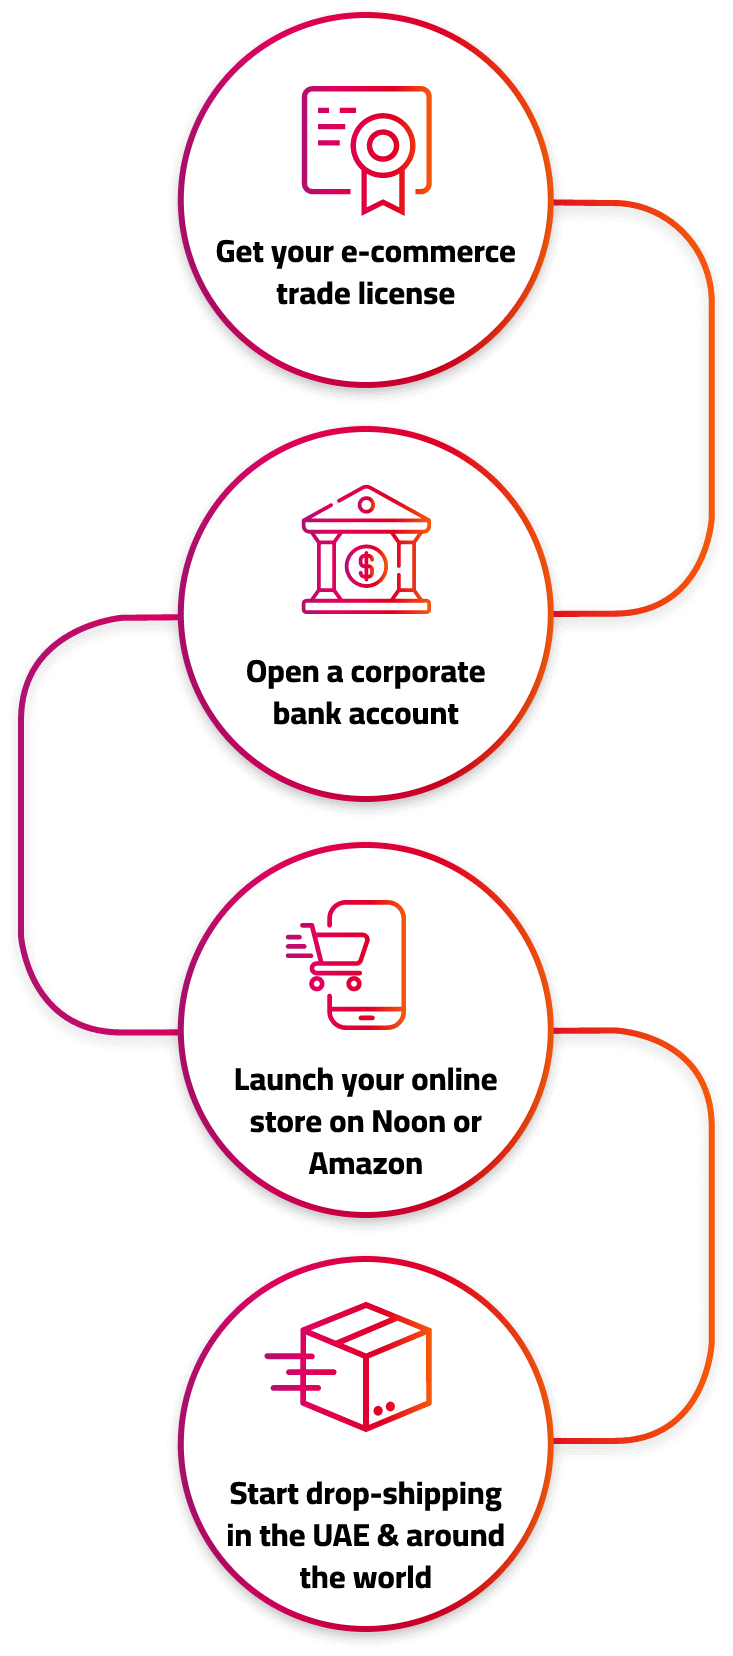 Get your e-commerce
trade license
$
Open a corporate
bank account
Launch your online
store on Noon or
Amazon
Start drop-shipping
in the UAE & around
the world